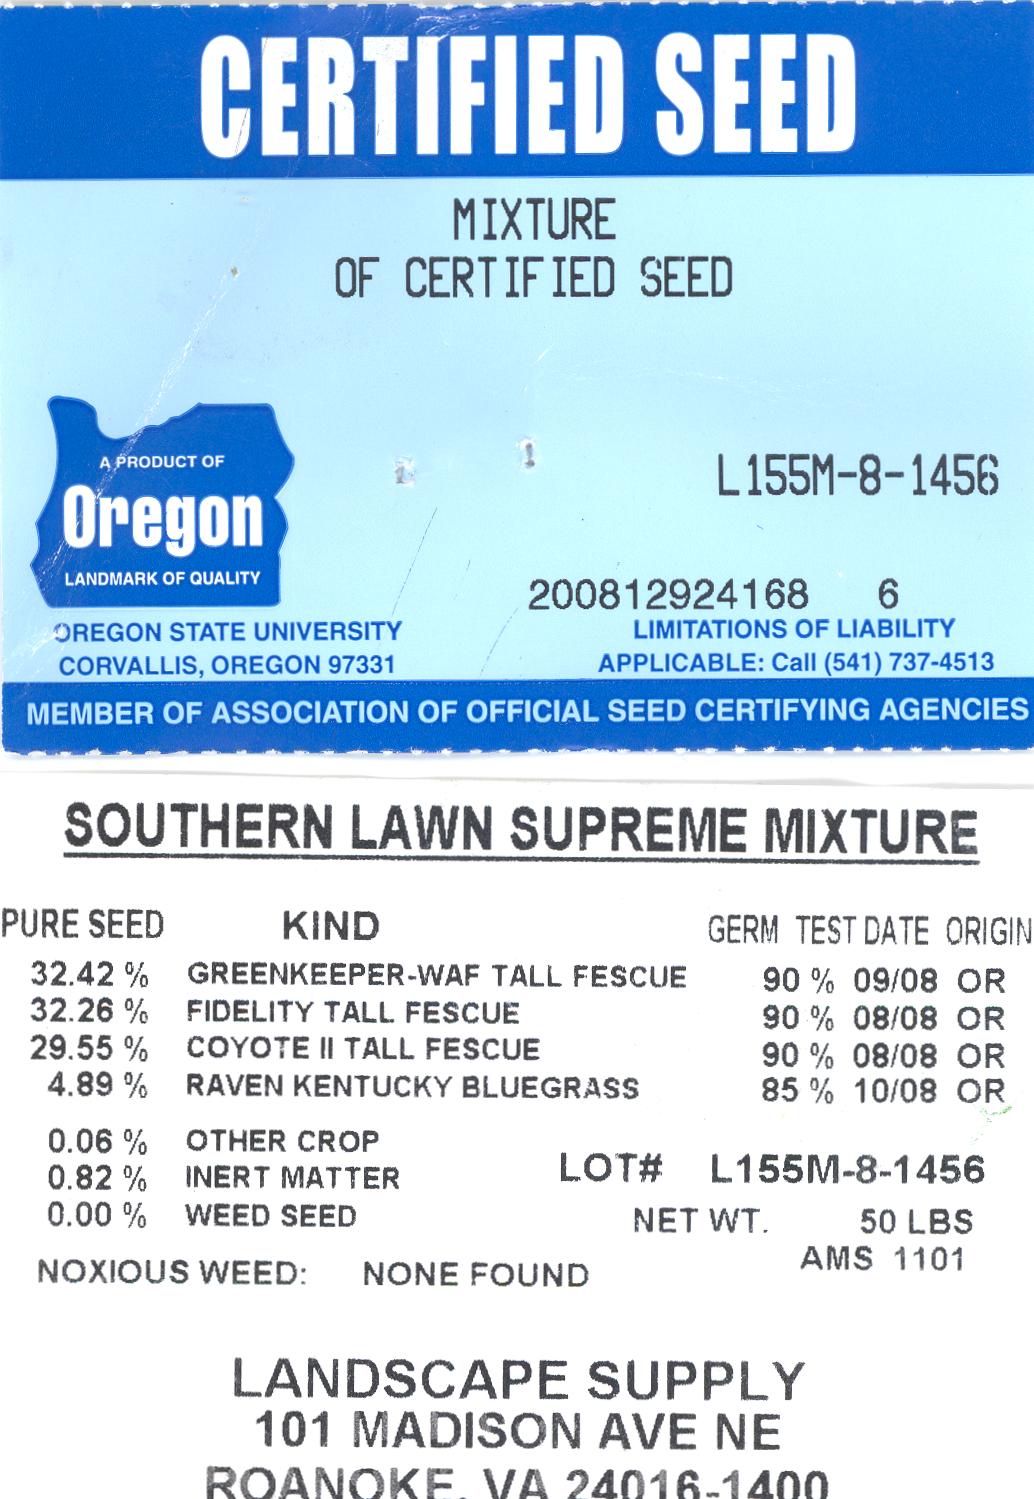 CERTIFIED SEED
MIXTURE
OF CERTIFIED SEED
A PRODUCT OF
Oregon
LANDMARK OF QUALITY
L155M-8-1456
200812924168 6
OREGON STATE UNIVERSITY
CORVALLIS, OREGON 97331
LIMITATIONS OF LIABILITY
APPLICABLE: Call (541) 737-4513
MEMBER OF ASSOCIATION OF OFFICIAL SEED CERTIFYING AGENCIES
SOUTHERN LAWN SUPREME MIXTURE
PURE SEED KIND GERM TEST DATE ORIGIN
32.42 % GREENKEEPER-WAF TALL FESCUE 90 % 09/08 OR
32.26 % FIDELITY TALL FESCUE 90 % 08/08 OR
29.55 % COYOTE II TALL FESCUE 90 % 08/08 OR
4.89 % RAVEN KENTUCKY BLUEGRASS 85 % 10/08 OR
0.06 % OTHER CROP
0.82 % INERT MATTER LOT# L155M-8-1456
0.00 % WEED SEED NET WT. 50 LBS
AMS 1101
NOXIOUS WEED: NONE FOUND
LANDSCAPE SUPPLY
101 MADISON AVE NE
ROANOKE, VA 24016-1400